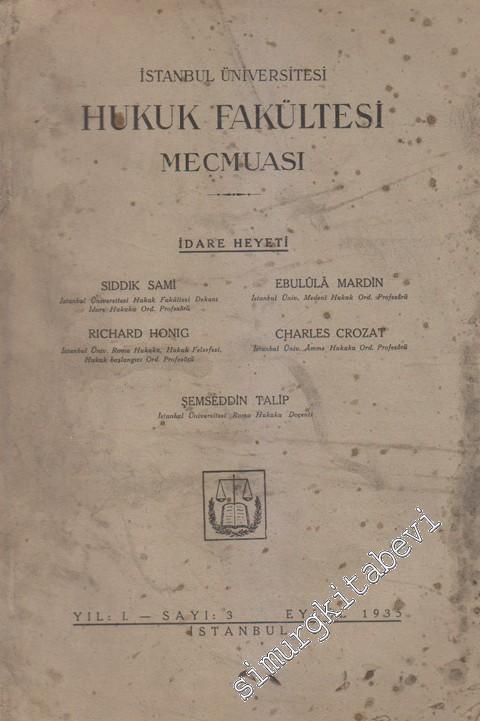 İSTANBUL ÜNİVERSİTESİ
HUKUK FAKÜLTESİ
MECMUASI
İDARE HEYETİ
SIDDIK SAMİ
İstanbul Üniversitesi Hukuk Fakültesi Dekanı
İdare Hukuku Ord. Profesörü
EBULÛLÂ MARDİN
İstanbul Üniv. Medenî Hukuk Ord. Profesörü
RICHARD HONIG
İstanbul Üniv. Roma Hukuku, Hukuk Felsefesi,
Hukuk başlangıcı Ord. Profesörü
CHARLES CROZAT
İstanbul Üniv. Âmme Hukuku Ord. Profesörü
ŞEMSEDDİN TALİP
İstanbul Üniversitesi Roma Hukuku Doçenti
YIL: I. — SAYI: 3 EYLÛL 1935
İSTANBUL
simurgkitabevi